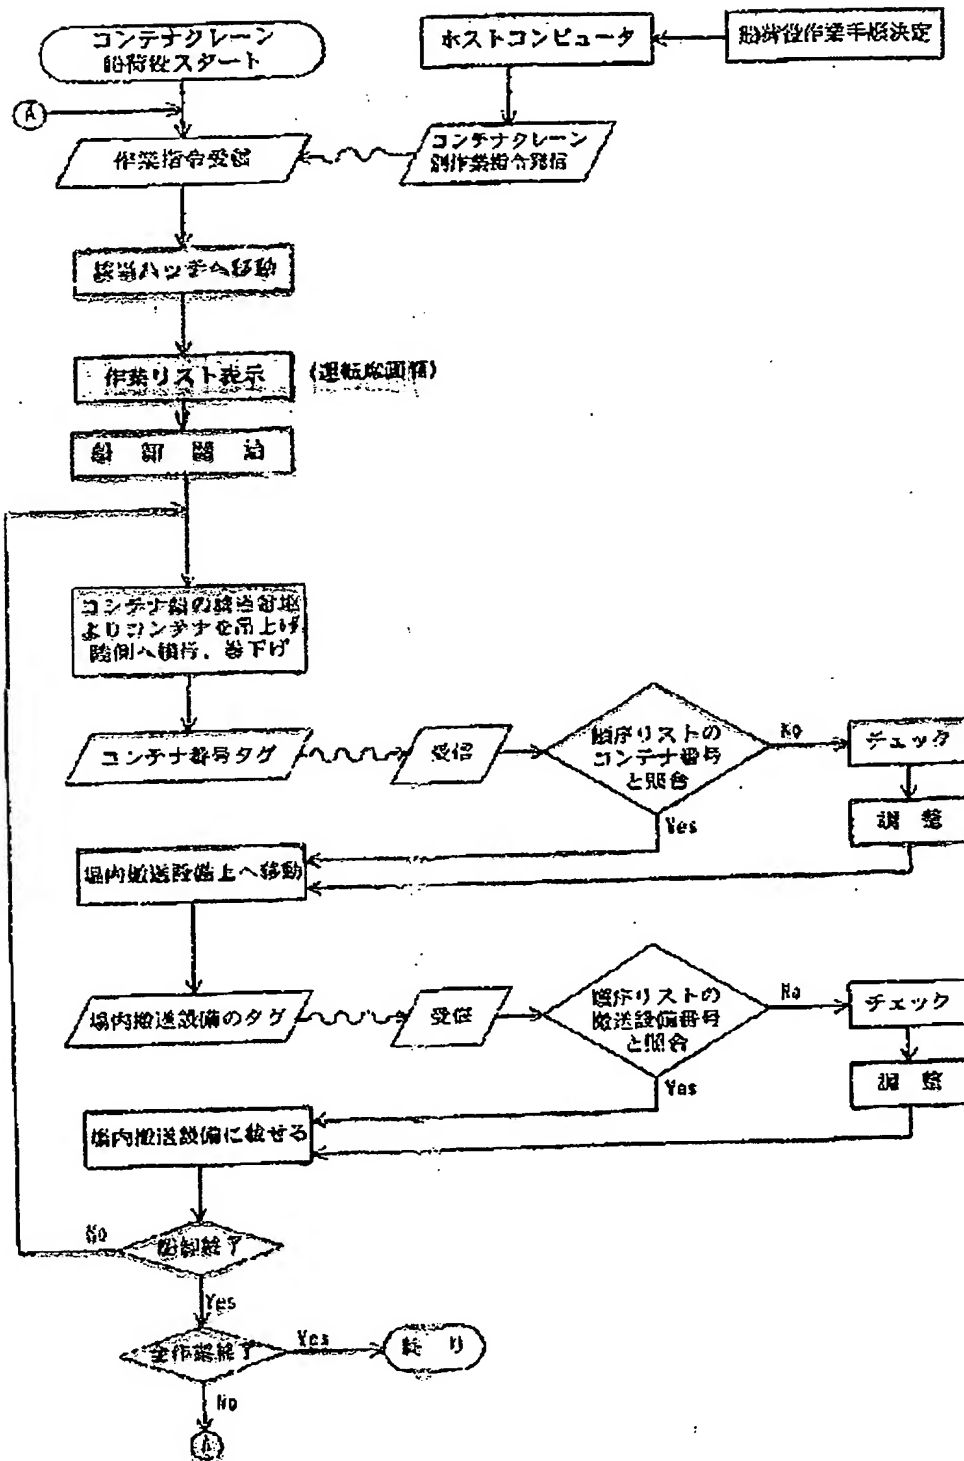 コンテナクレーン
船荷役スタート
ホストコンピュータ
船荷役作業手順決定
A
作業指令受信
コンテナクレーン
別作業指令発信
該当ハッチへ移動
作業リスト表示
(運転席面前)
船卸開始
コンテナ船の該当番地
よりコンテナを吊上げ
陸側へ横行、巻下げ
コンテナ番号タグ
受信
順序リストの
コンテナ番号
と照合
No
チェック
調整
Yes
場内搬送設備上へ移動
場内搬送設備のタグ
受信
順序リストの
搬送設備番号
と照合
No
チェック
調整
Yes
場内搬送設備に載せる
No
船卸終了
Yes
全作業終了
Yes
終り
No
A